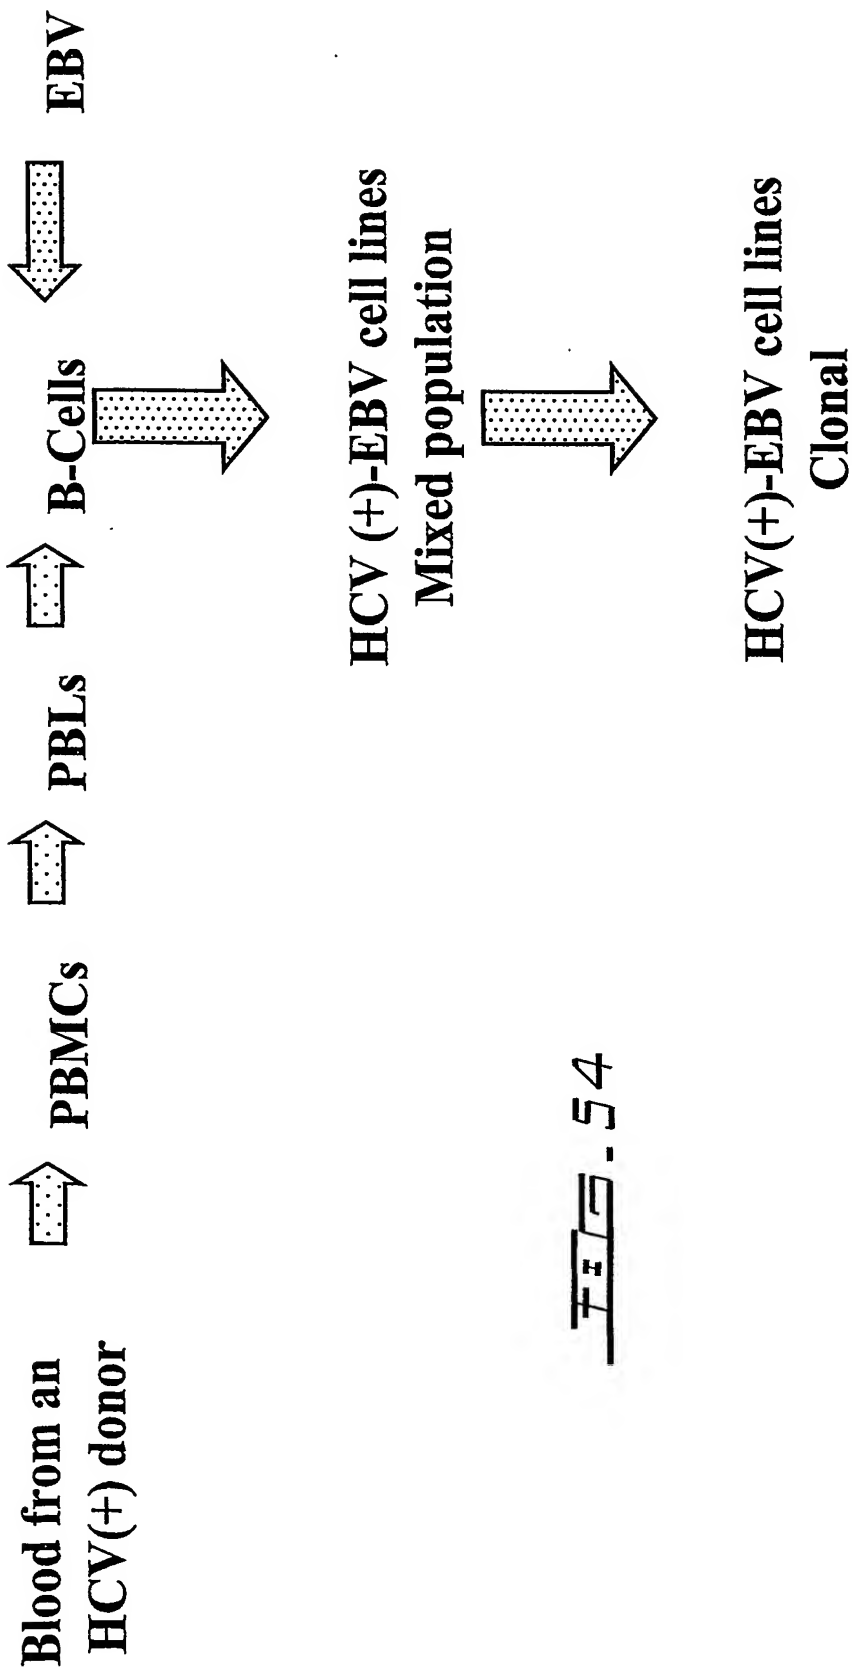 Blood from an
HCV(+) donor
PBMCs
PBLs
B-Cells
EBV
HCV (+)-EBV cell lines
Mixed population
HCV(+)-EBV cell lines
Clonal
FIG-54